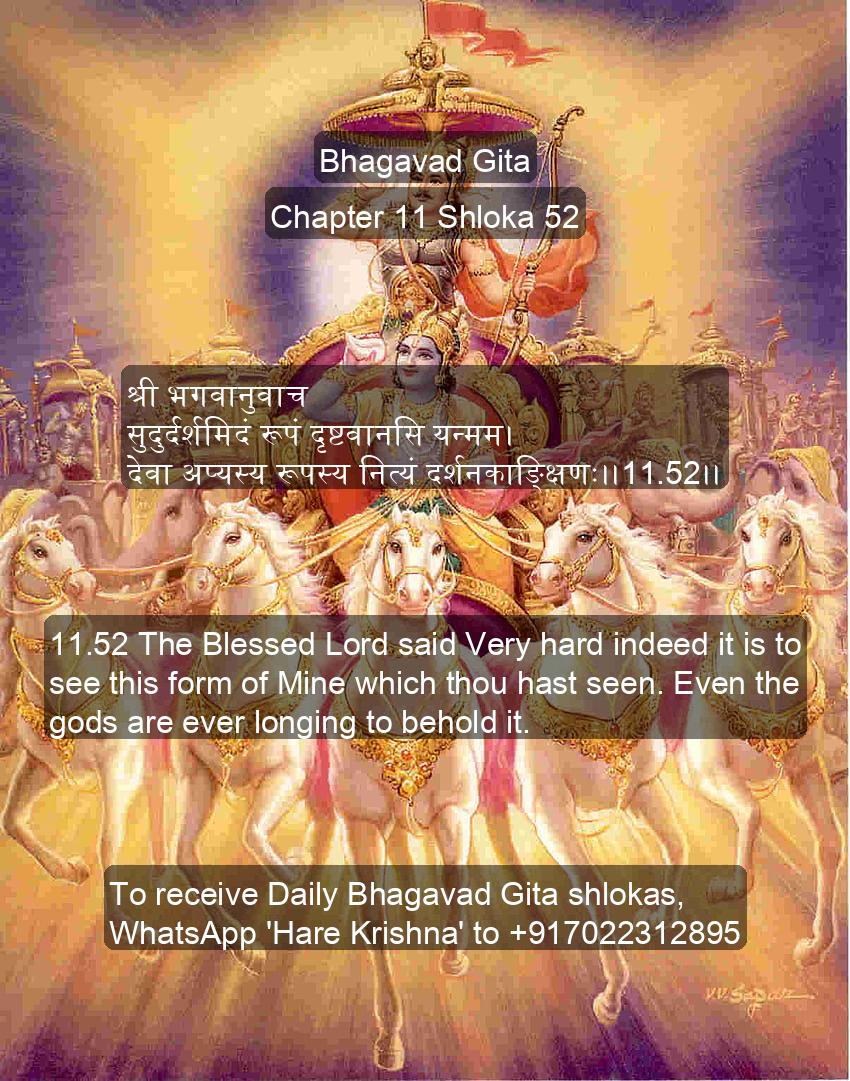 Bhagavad Gita
Chapter 11 Shloka 52
श्री भगवानुवाच
सुदुर्दर्शमिदं रूपं दृष्टवानसि यन्मम।
देवा अप्यस्य रूपस्य नित्यं दर्शनकाङ्क्षिणः।।11.52।।
11.52 The Blessed Lord said Very hard indeed it is to
see this form of Mine which thou hast seen. Even the
gods are ever longing to behold it.
To receive Daily Bhagavad Gita shlokas,
WhatsApp 'Hare Krishna' to +917022312895
V.V. Sapar